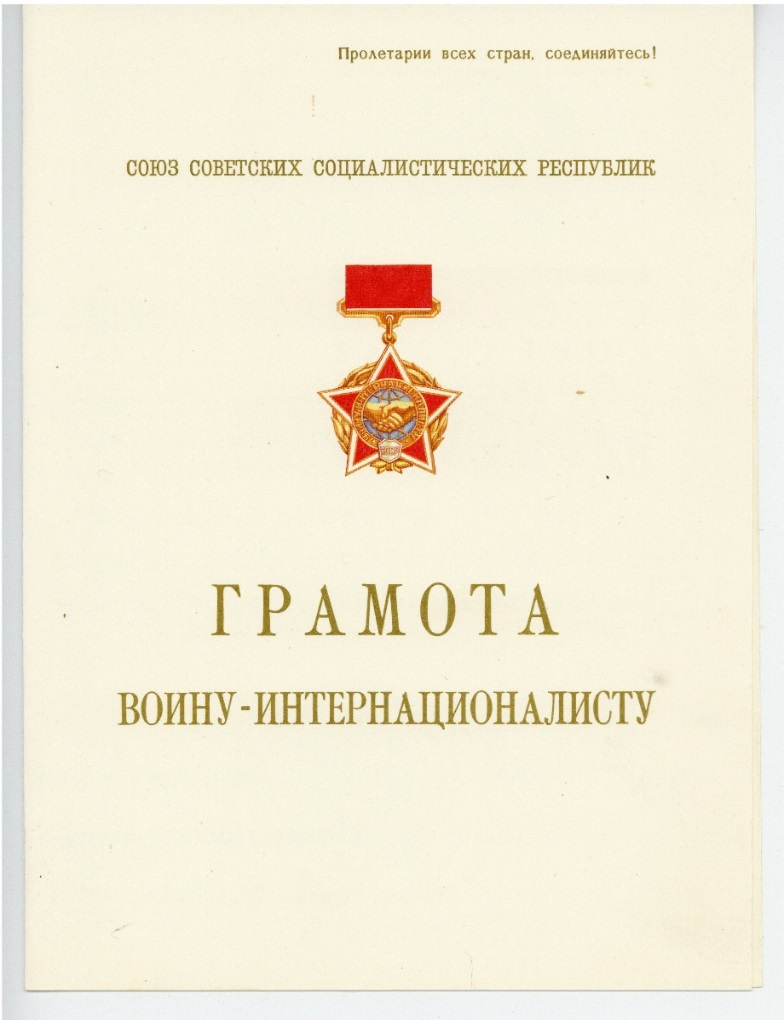 Пролетарии всех стран, соединяйтесь!
СОЮЗ СОВЕТСКИХ СОЦИАЛИСТИЧЕСКИХ РЕСПУБЛИК
ГРАМОТА
ВОИНУ-ИНТЕРНАЦИОНАЛИСТУ